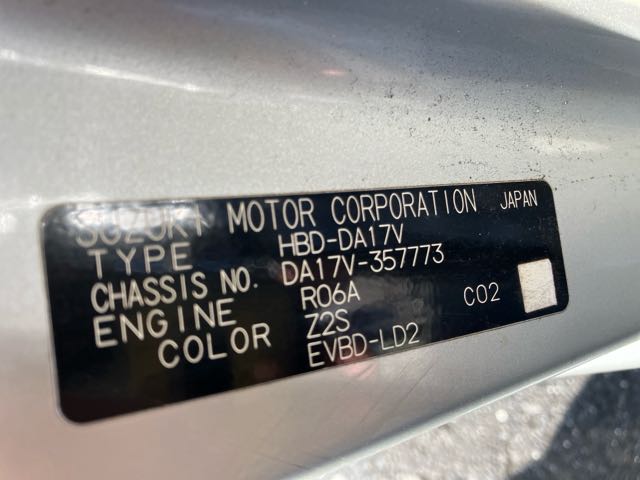 SUZUKI MOTOR CORPORATION JAPAN
TYPE HBD-DA17V
CHASSIS NO. DA17V-357773
ENGINE R06A C02
COLOR Z2S
EVBD-LD2